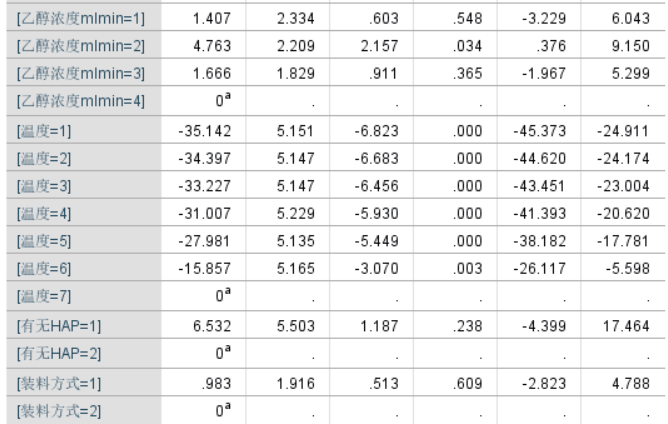 [乙醇浓度mlmin=1] 1.407 2.334 .603 .548 -3.229 6.043
[乙醇浓度mlmin=2] 4.763 2.209 2.157 .034 .376 9.150
[乙醇浓度mlmin=3] 1.666 1.829 .911 .365 -1.967 5.299
[乙醇浓度mlmin=4] 0a . . . . .
[温度=1] -35.142 5.151 -6.823 .000 -45.373 -24.911
[温度=2] -34.397 5.147 -6.683 .000 -44.620 -24.174
[温度=3] -33.227 5.147 -6.456 .000 -43.451 -23.004
[温度=4] -31.007 5.229 -5.930 .000 -41.393 -20.620
[温度=5] -27.981 5.135 -5.449 .000 -38.182 -17.781
[温度=6] -15.857 5.165 -3.070 .003 -26.117 -5.598
[温度=7] 0a . . . . .
[有无HAP=1] 6.532 5.503 1.187 .238 -4.399 17.464
[有无HAP=2] 0a . . . . .
[装料方式=1] .983 1.916 .513 .609 -2.823 4.788
[装料方式=2] 0a . . . . .